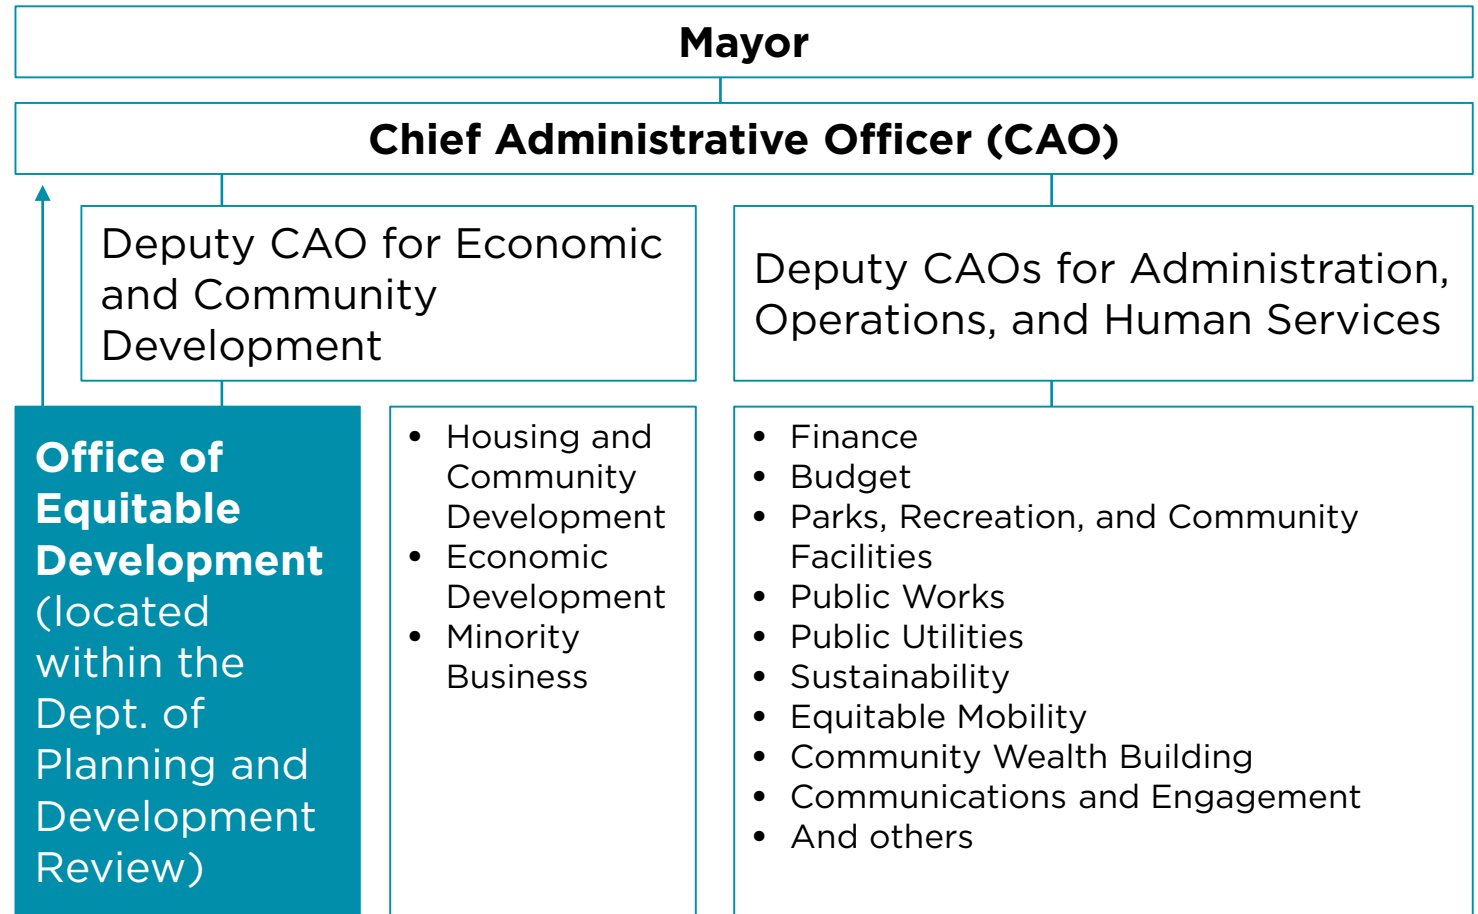 Mayor
Chief Administrative Officer (CAO)
Deputy CAO for Economic
and Community
Development
Deputy CAOs for Administration,
Operations, and Human Services
Office of
Equitable
Development
(located
within the
Dept. of
Planning and
Development
Review)
• Housing and
Community
Development
• Economic
Development
• Minority
Business
• Finance
• Budget
• Parks, Recreation, and Community
Facilities
• Public Works
• Public Utilities
• Sustainability
• Equitable Mobility
• Community Wealth Building
• Communications and Engagement
• And others